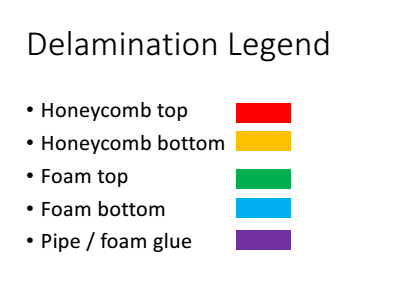 Delamination Legend
• Honeycomb top
• Honeycomb bottom
• Foam top
• Foam bottom
• Pipe / foam glue